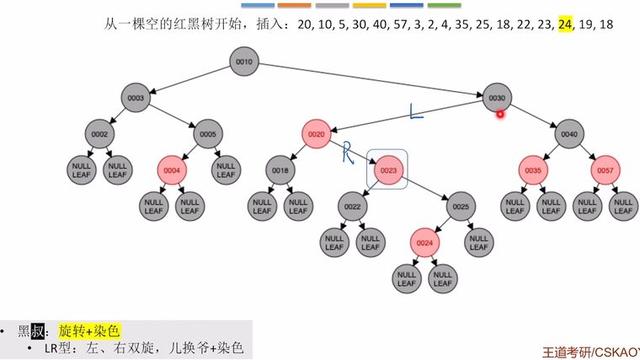 从一棵空的红黑树开始，插入：20, 10, 5, 30, 40, 57, 3, 2, 4, 35, 25, 18, 22, 23, 24, 19, 18
0010
0003
0030
L
0002
0005
0020
0040
R
NULL LEAF
NULL LEAF
0004
NULL LEAF
0018
0023
0035
0057
NULL LEAF
NULL LEAF
NULL LEAF
NULL LEAF
0022
0025
NULL LEAF
NULL LEAF
NULL LEAF
NULL LEAF
NULL LEAF
NULL LEAF
0024
NULL LEAF
NULL LEAF
NULL LEAF
• 黑叔：旋转+染色
• LR型：左、右双旋，儿换爷+染色
王道考研/CSKAOY